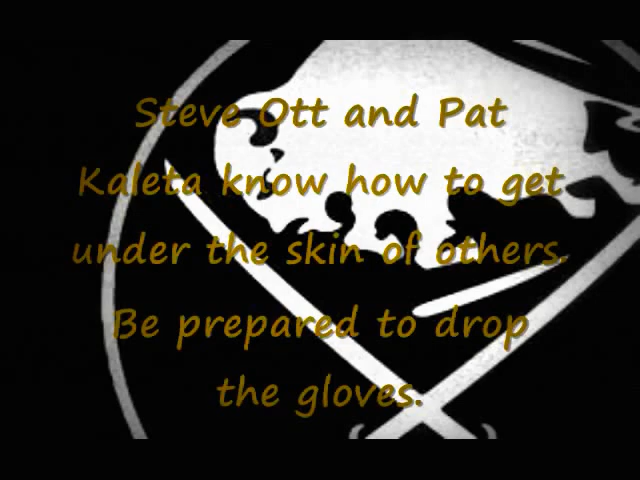 Steve Ott and Pat
Kaleta know how to get
under the skin of others.
Be prepared to drop
the gloves.